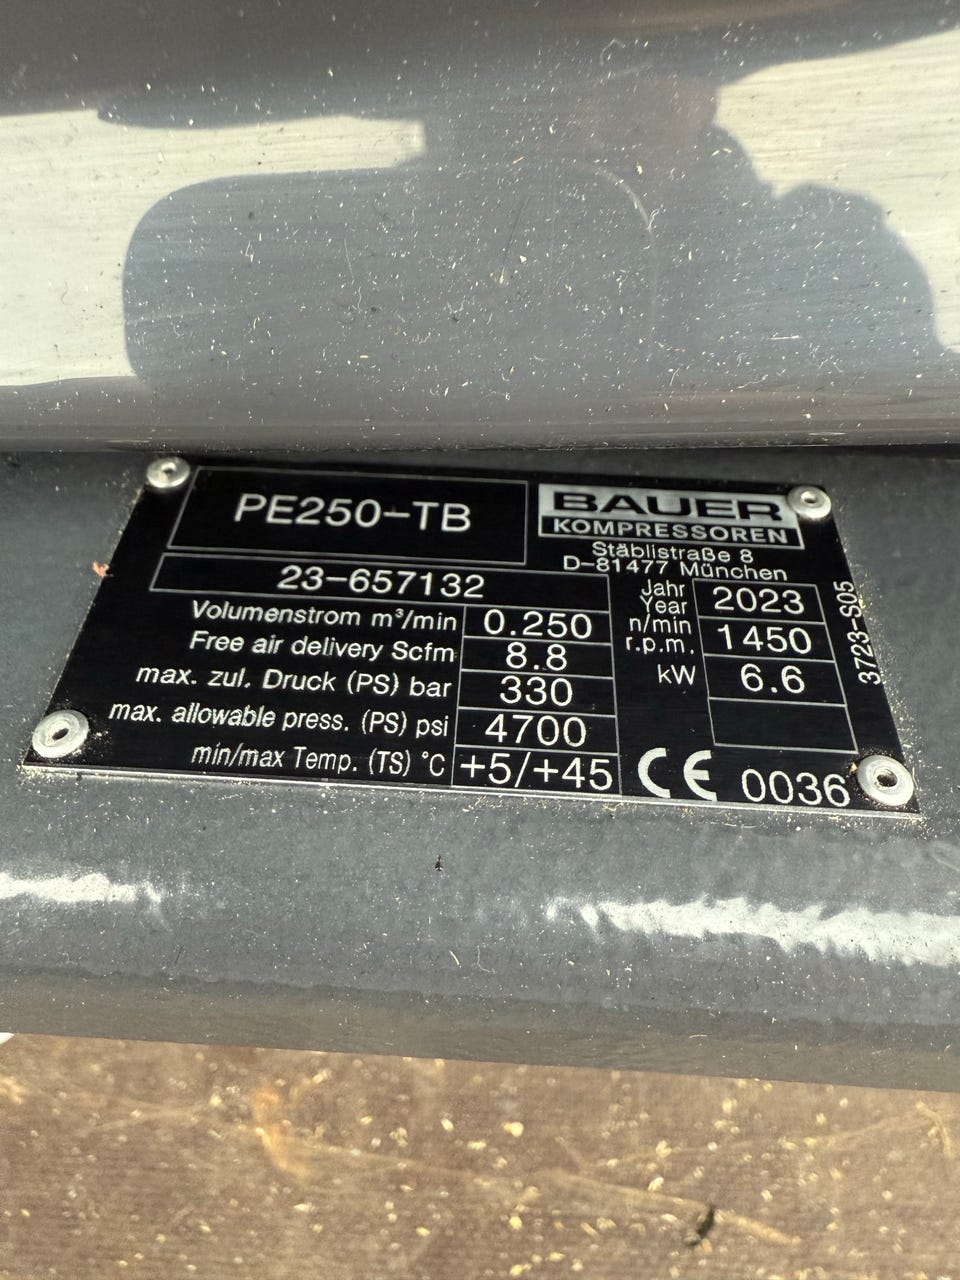 PE250-TB
BAUER
KOMPRESSOREN
Stäblistraße 8
D-81477 München
23-657132
Volumenstrom m³/min 0.250
Free air delivery Scfm 8.8
max. zul. Druck (PS) bar 330
max. allowable press. (PS) psi 4700
min/max Temp. (TS) °C +5/+45
Jahr
Year 2023
n/min
r.p.m. 1450
kW 6.6
CE 0036
3723-S05